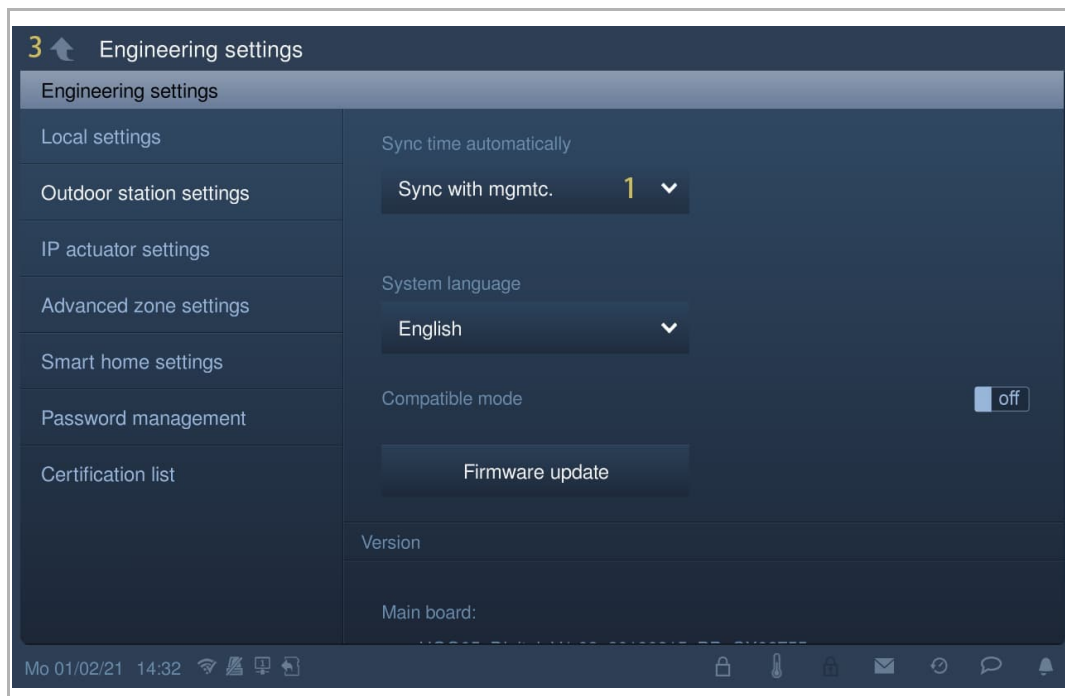 3 Engineering settings
Engineering settings
Local settings
Outdoor station settings
IP actuator settings
Advanced zone settings
Smart home settings
Password management
Certification list
Sync time automatically
Sync with mgmtc. 1
System language
English
Compatible mode off
Firmware update
Version
Main board:
Mo 01/02/21 14:32